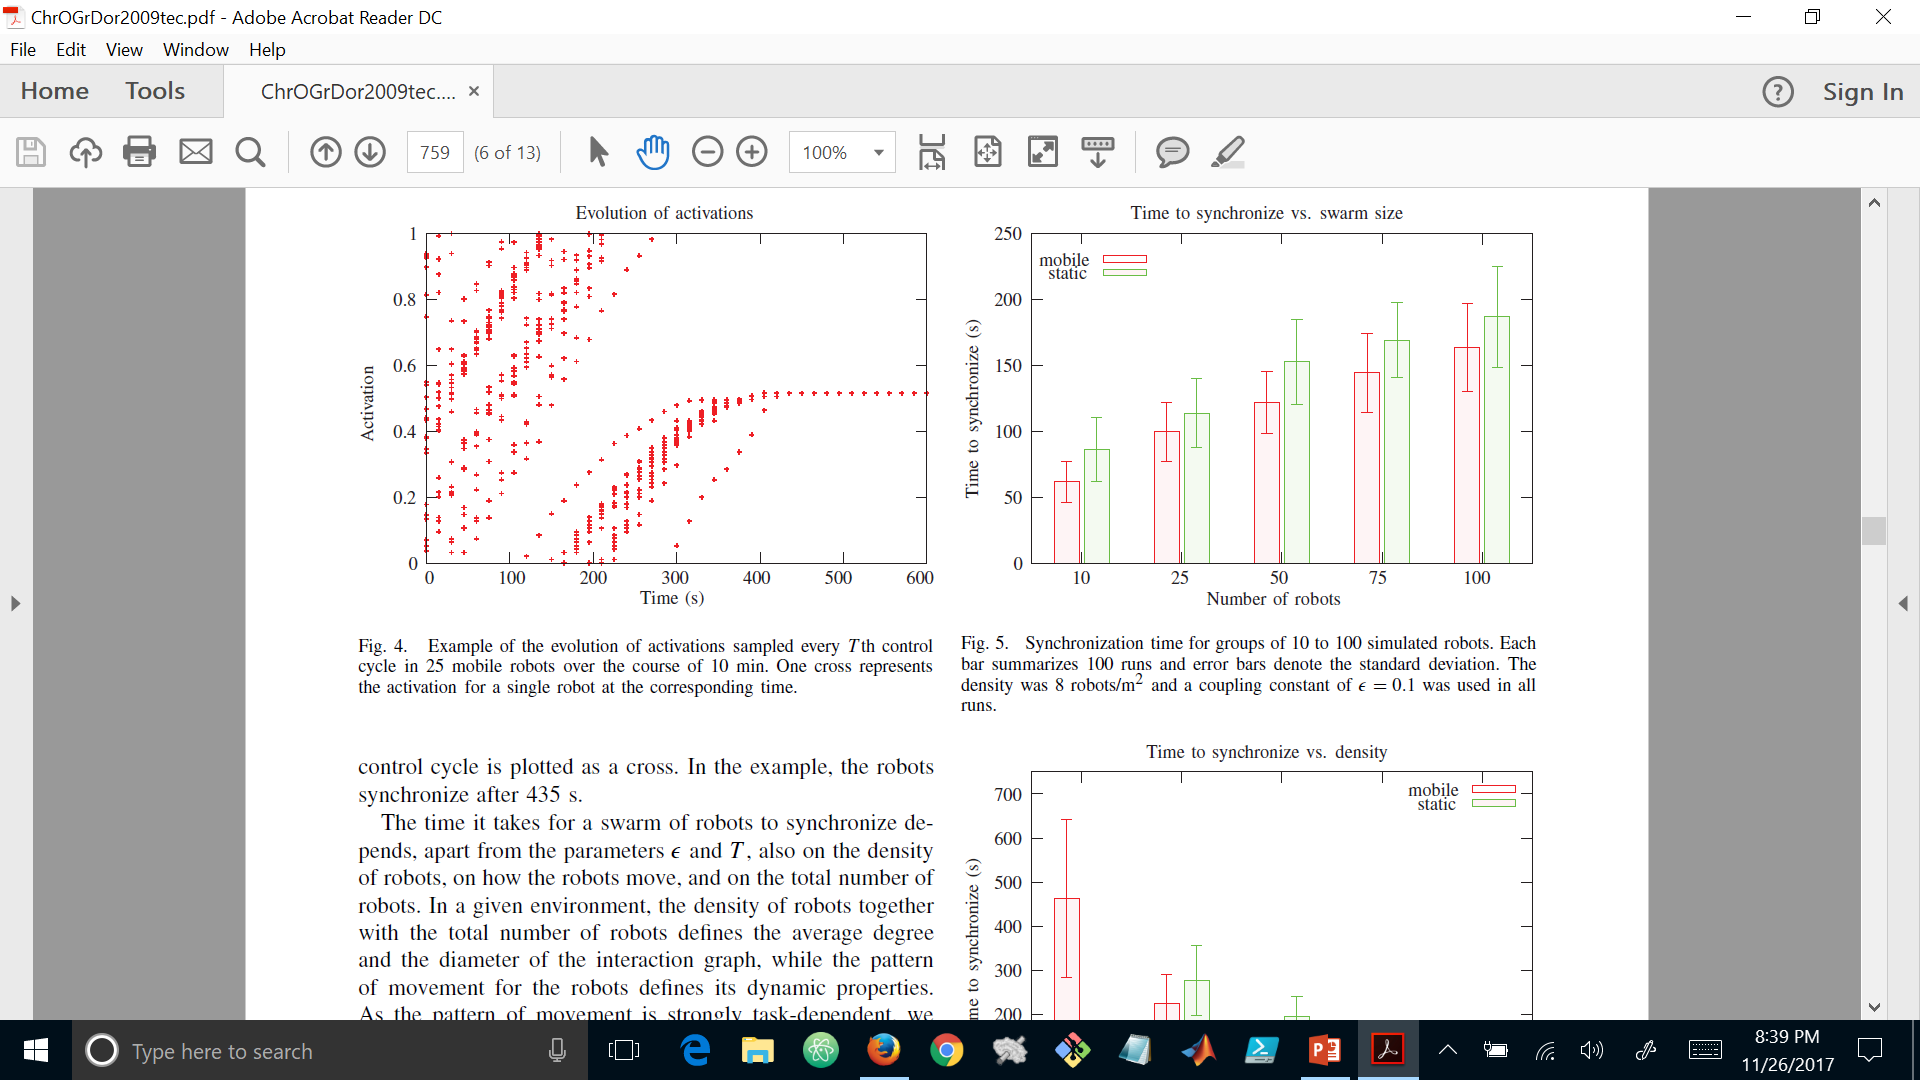 ChrOGrDor2009tec.pdf - Adobe Acrobat Reader DC
File Edit View Window Help
Home Tools ChrOGrDor2009tec.... × ? Sign In
759 (6 of 13) 100%
Evolution of activations
1
0.8
0.6
0.4
0.2
0
Activation
0 100 200 300 400 500 600
Time (s)
Fig. 4. Example of the evolution of activations sampled every Tth control
cycle in 25 mobile robots over the course of 10 min. One cross represents
the activation for a single robot at the corresponding time.
control cycle is plotted as a cross. In the example, the robots
synchronize after 435 s.
The time it takes for a swarm of robots to synchronize de-
pends, apart from the parameters ϵ and T, also on the density
of robots, on how the robots move, and on the total number of
robots. In a given environment, the density of robots together
with the total number of robots defines the average degree
and the diameter of the interaction graph, while the pattern
of movement for the robots defines its dynamic properties.
As the pattern of movement is strongly task-dependent, we
Time to synchronize vs. swarm size
250
200
150
100
50
0
Time to synchronize (s)
mobile
static
10 25 50 75 100
Number of robots
Fig. 5. Synchronization time for groups of 10 to 100 simulated robots. Each
bar summarizes 100 runs and error bars denote the standard deviation. The
density was 8 robots/m2 and a coupling constant of ϵ = 0.1 was used in all
runs.
Time to synchronize vs. density
700
600
500
400
300
200
me to synchronize (s)
mobile
static
Type here to search
8:39 PM
11/26/2017